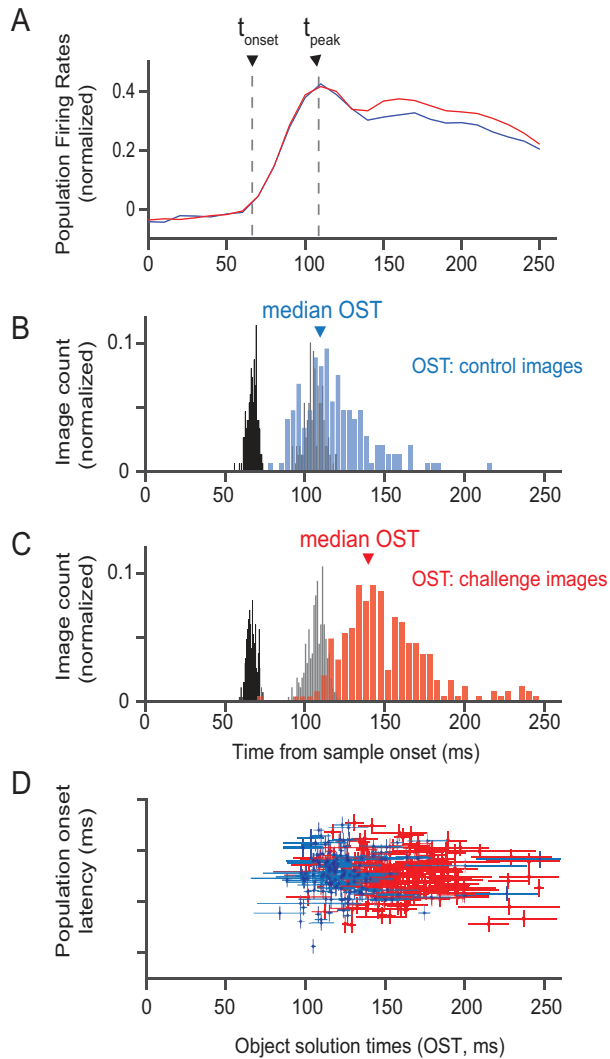 A
t onset
t peak
Population Firing Rates
(normalized)
0.4
0.2
0
0 50 100 150 200 250
B
median OST
OST: control images
Image count
(normalized)
0.1
0
0 50 100 150 200 250
C
median OST
OST: challenge images
Image count
(normalized)
0.1
0
0 50 100 150 200 250
Time from sample onset (ms)
D
Population onset
latency (ms)
0 50 100 150 200 250
Object solution times (OST, ms)